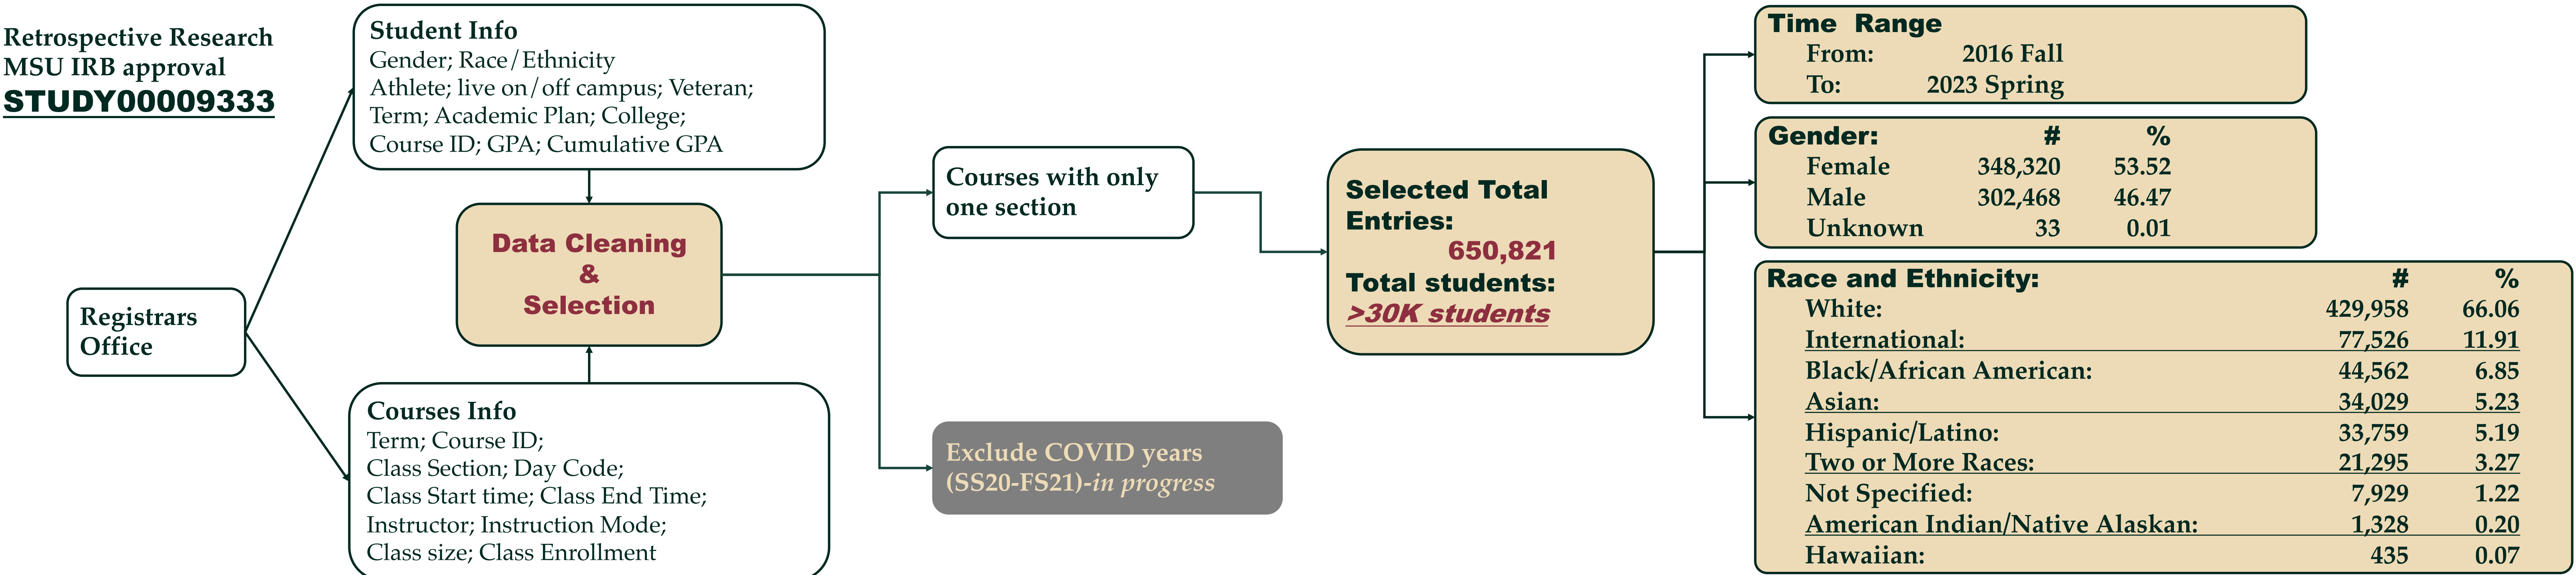 Retrospective Research
MSU IRB approval
STUDY00009333
Registrars
Office
Student Info
Gender; Race/Ethnicity
Athlete; live on/off campus; Veteran;
Term; Academic Plan; College;
Course ID; GPA; Cumulative GPA
Data Cleaning
&
Selection
Courses Info
Term; Course ID;
Class Section; Day Code;
Class Start time; Class End Time;
Instructor; Instruction Mode;
Class size; Class Enrollment
Courses with only
one section
Exclude COVID years
(SS20-FS21)-in progress
Selected Total
Entries:
650,821
Total students:
>30K students
Time Range
From: 2016 Fall
To: 2023 Spring
Gender: # %
Female 348,320 53.52
Male 302,468 46.47
Unknown 33 0.01
Race and Ethnicity: # %
White: 429,958 66.06
International: 77,526 11.91
Black/African American: 44,562 6.85
Asian: 34,029 5.23
Hispanic/Latino: 33,759 5.19
Two or More Races: 21,295 3.27
Not Specified: 7,929 1.22
American Indian/Native Alaskan: 1,328 0.20
Hawaiian: 435 0.07